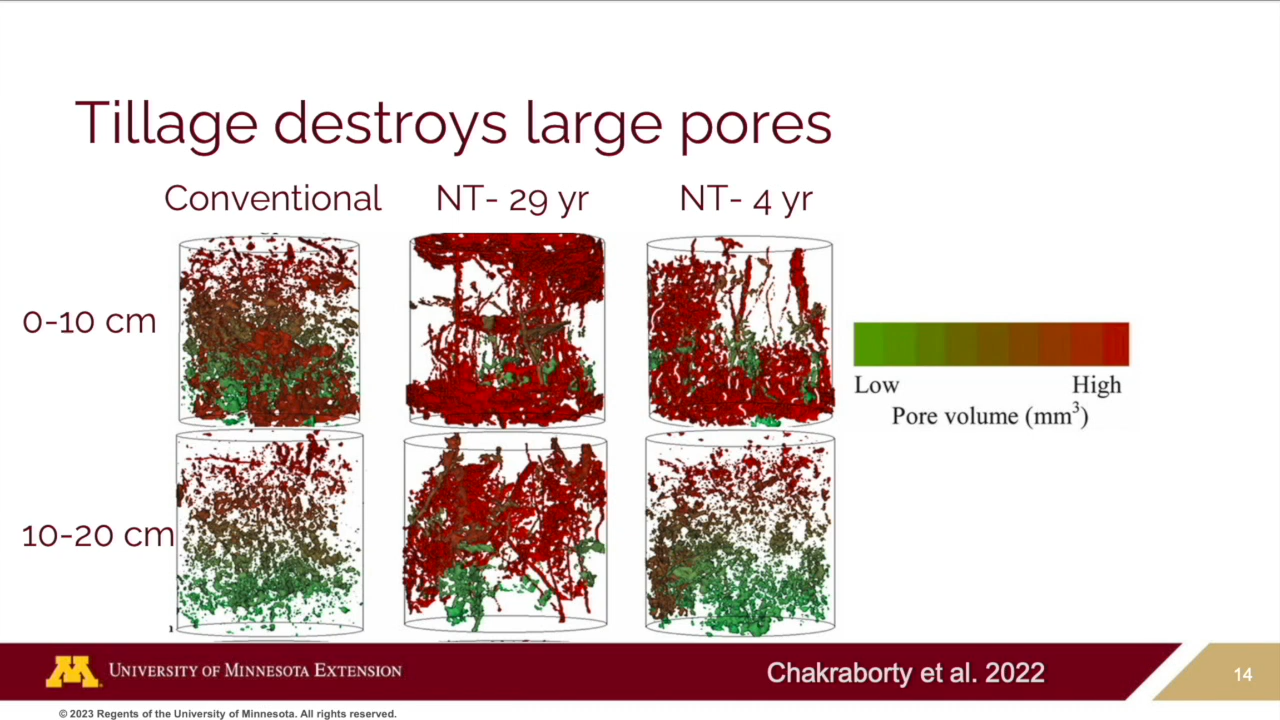 Tillage destroys large pores
Conventional
NT- 29 yr
NT- 4 yr
0-10 cm
10-20 cm
Low
High
Pore volume (mm³)
M
UNIVERSITY OF MINNESOTA EXTENSION
Chakraborty et al. 2022
14
© 2023 Regents of the University of Minnesota. All rights reserved.